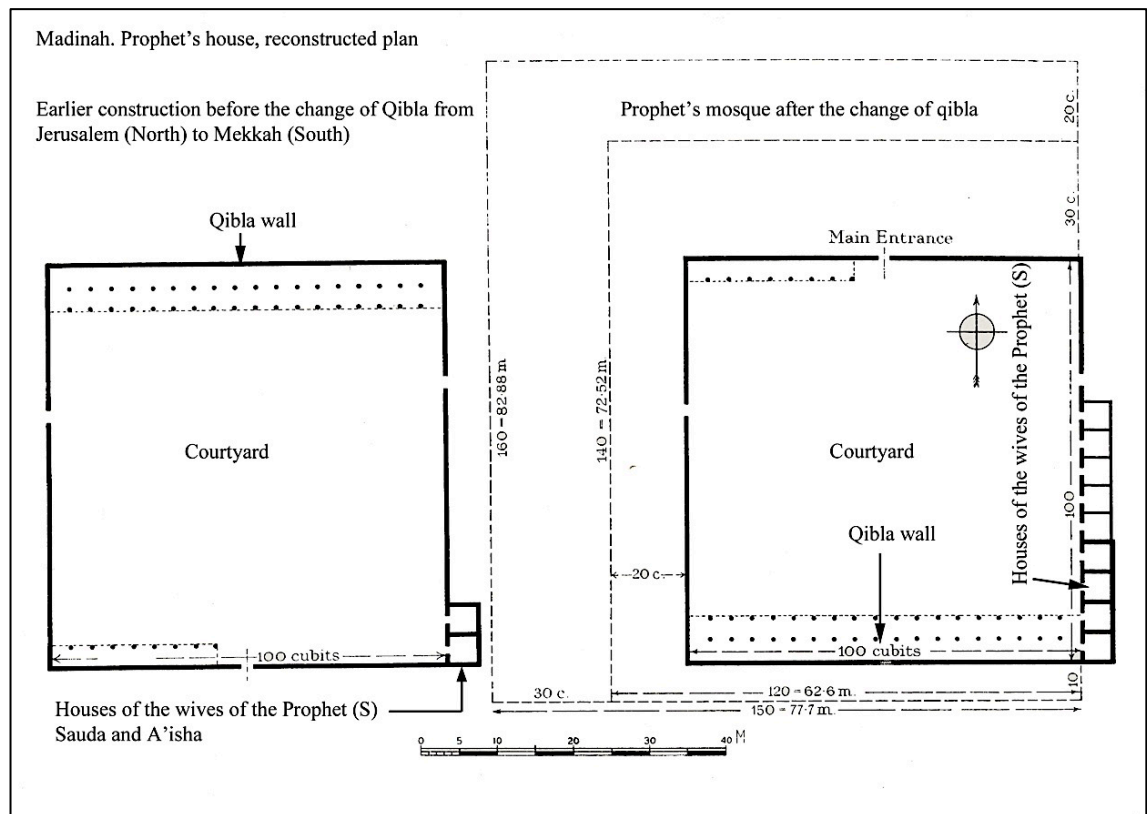 Madinah. Prophet's house, reconstructed plan
Earlier construction before the change of Qibla from
Jerusalem (North) to Mekkah (South)
Prophet's mosque after the change of qibla
20 c.
30 c.
Qibla wall
Main Entrance
Houses of the wives of the Prophet (S)
160 = 82·88 m
140 = 72·52 m
Courtyard
Courtyard
100
Qibla wall
20 c.
100 cubits
100 cubits
10
30 c.
120 = 62·6 m.
150 = 77·7 m.
Houses of the wives of the Prophet (S)
Sauda and A'isha
0 5 10 20 30 40 M